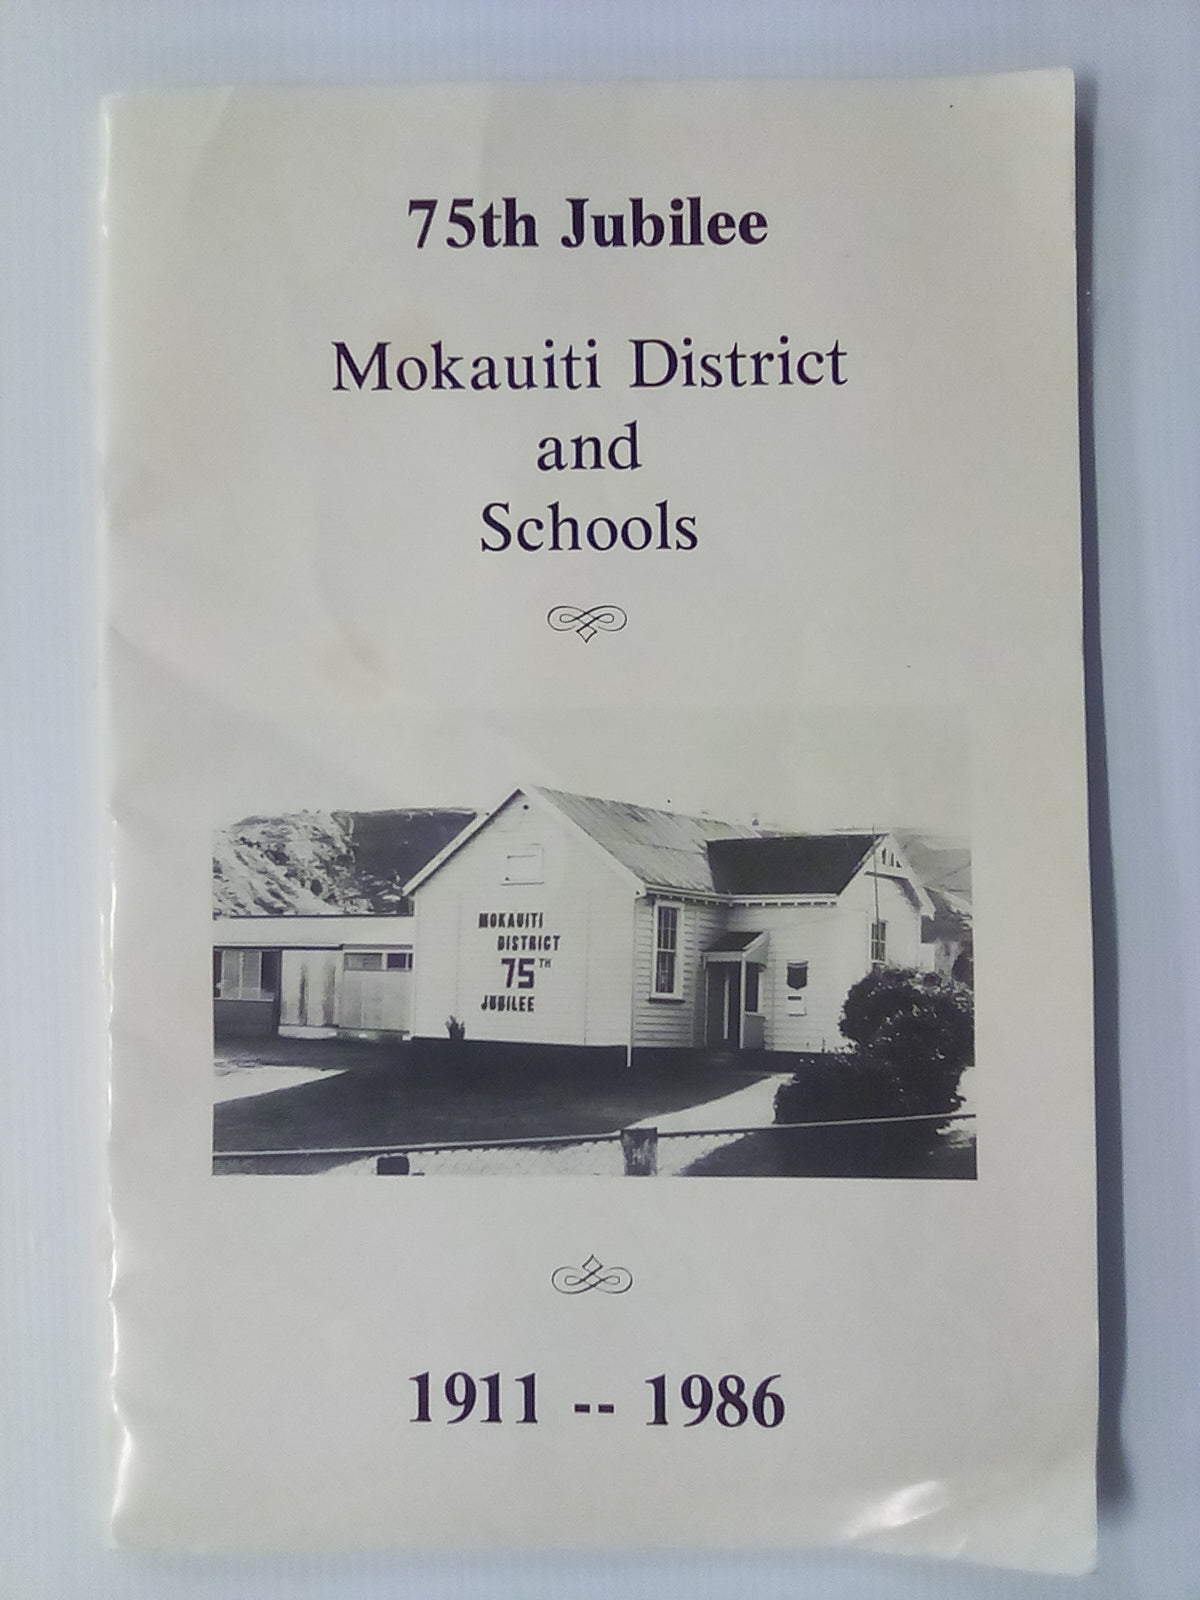 75th Jubilee
Mokauiti District
and
Schools
MOKAUITI
DISTRICT
75TH
JUBILEE
1911 -- 1986